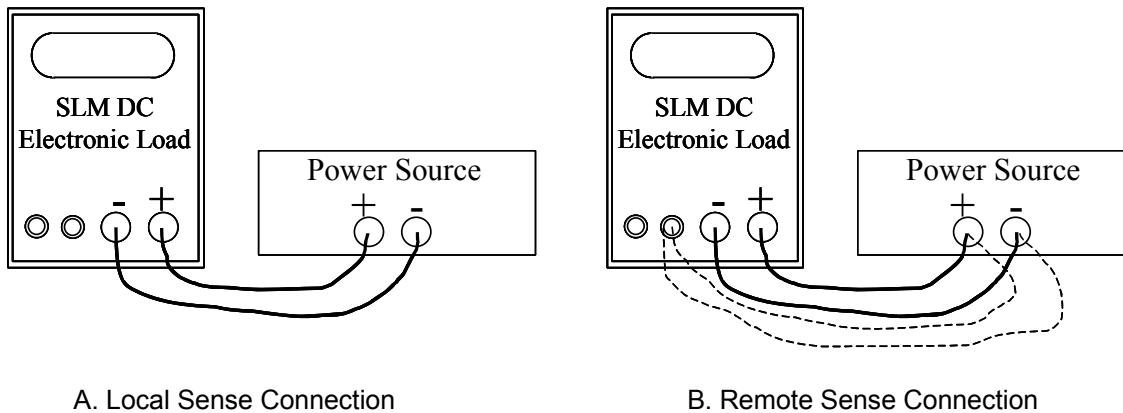 SLM DC
Electronic Load
- +
Power Source
+ -
A. Local Sense Connection
SLM DC
Electronic Load
- +
Power Source
+ -
B. Remote Sense Connection